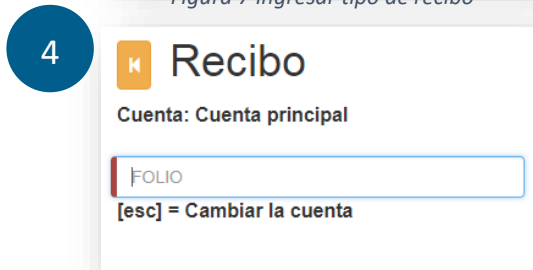 Figura 7 Ingresar tipo de recibo
4
Recibo
Cuenta: Cuenta principal
FOLIO
[esc] = Cambiar la cuenta